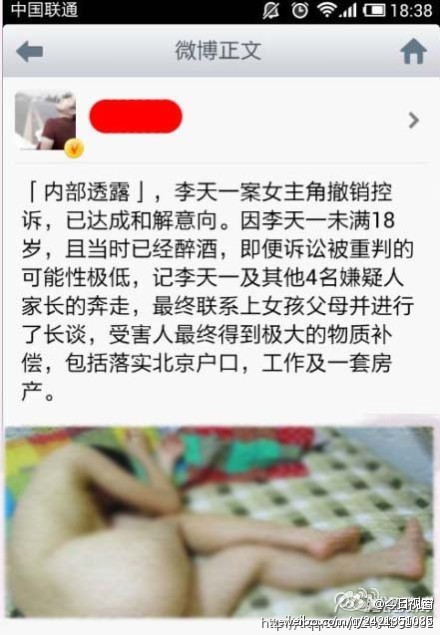 中国联通 18:38
微博正文
「内部透露」，李天一案女主角撤销控
诉，已达成和解意向。因李天一未满18
岁，且当时已经醉酒，即便诉讼被重判的
可能性极低，记李天一及其他4名嫌疑人
家长的奔走，最终联系上女孩父母并进行
了长谈，受害人最终得到极大的物质补
偿，包括落实北京户口，工作及一套房
产。
@今日视窗